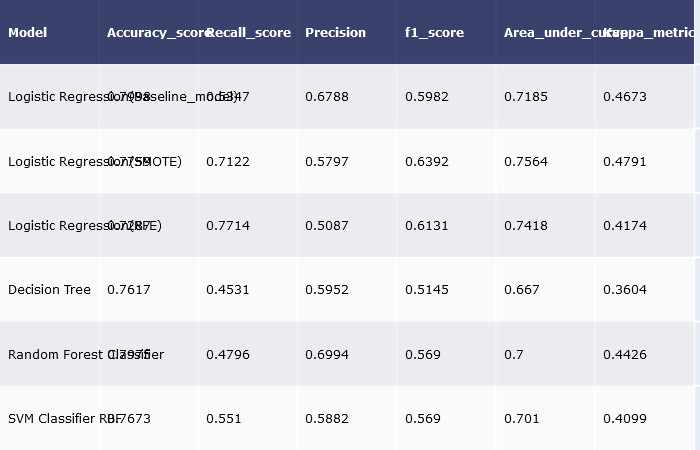 Model Accuracy_score Recall_score Precision f1_score Area_under_curve Kappa_metric
Logistic Regression(Baseline_model) 0.7998 0.5347 0.6788 0.5982 0.7185 0.4673
Logistic Regression(SMOTE) 0.7759 0.7122 0.5797 0.6392 0.7564 0.4791
Logistic Regression(RFE) 0.7287 0.7714 0.5087 0.6131 0.7418 0.4174
Decision Tree 0.7617 0.4531 0.5952 0.5145 0.667 0.3604
Random Forest Classifier 0.7975 0.4796 0.6994 0.569 0.7 0.4426
SVM Classifier RBF 0.7673 0.551 0.5882 0.569 0.701 0.4099